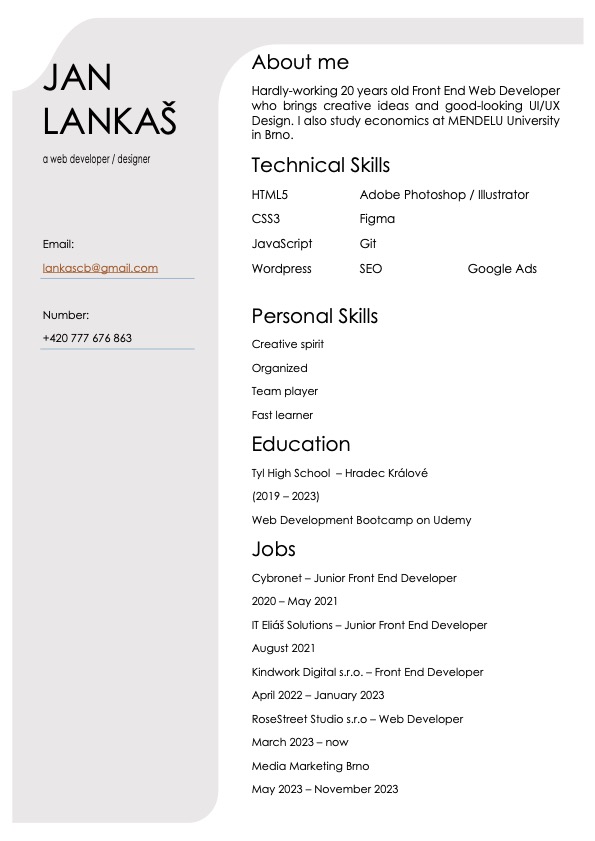 JAN
LANKAŠ
a web developer / designer
Email:
lankascb@gmail.com
Number:
+420 777 676 863
About me
Hardly-working 20 years old Front End Web Developer
who brings creative ideas and good-looking UI/UX
Design. I also study economics at MENDELU University
in Brno.
Technical Skills
HTML5 Adobe Photoshop / Illustrator
CSS3 Figma
JavaScript Git
Wordpress SEO Google Ads
Personal Skills
Creative spirit
Organized
Team player
Fast learner
Education
Tyl High School – Hradec Králové
(2019 – 2023)
Web Development Bootcamp on Udemy
Jobs
Cybronet – Junior Front End Developer
2020 – May 2021
IT Eliáš Solutions – Junior Front End Developer
August 2021
Kindwork Digital s.r.o. – Front End Developer
April 2022 – January 2023
RoseStreet Studio s.r.o – Web Developer
March 2023 – now
Media Marketing Brno
May 2023 – November 2023